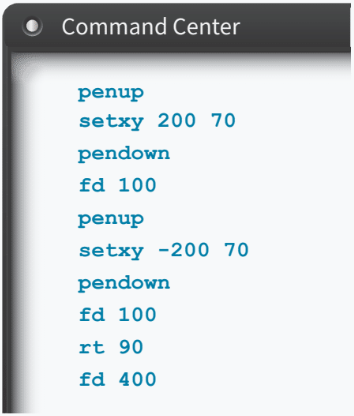 Command Center
penup
setxy 200 70
pendown
fd 100
penup
setxy -200 70
pendown
fd 100
rt 90
fd 400